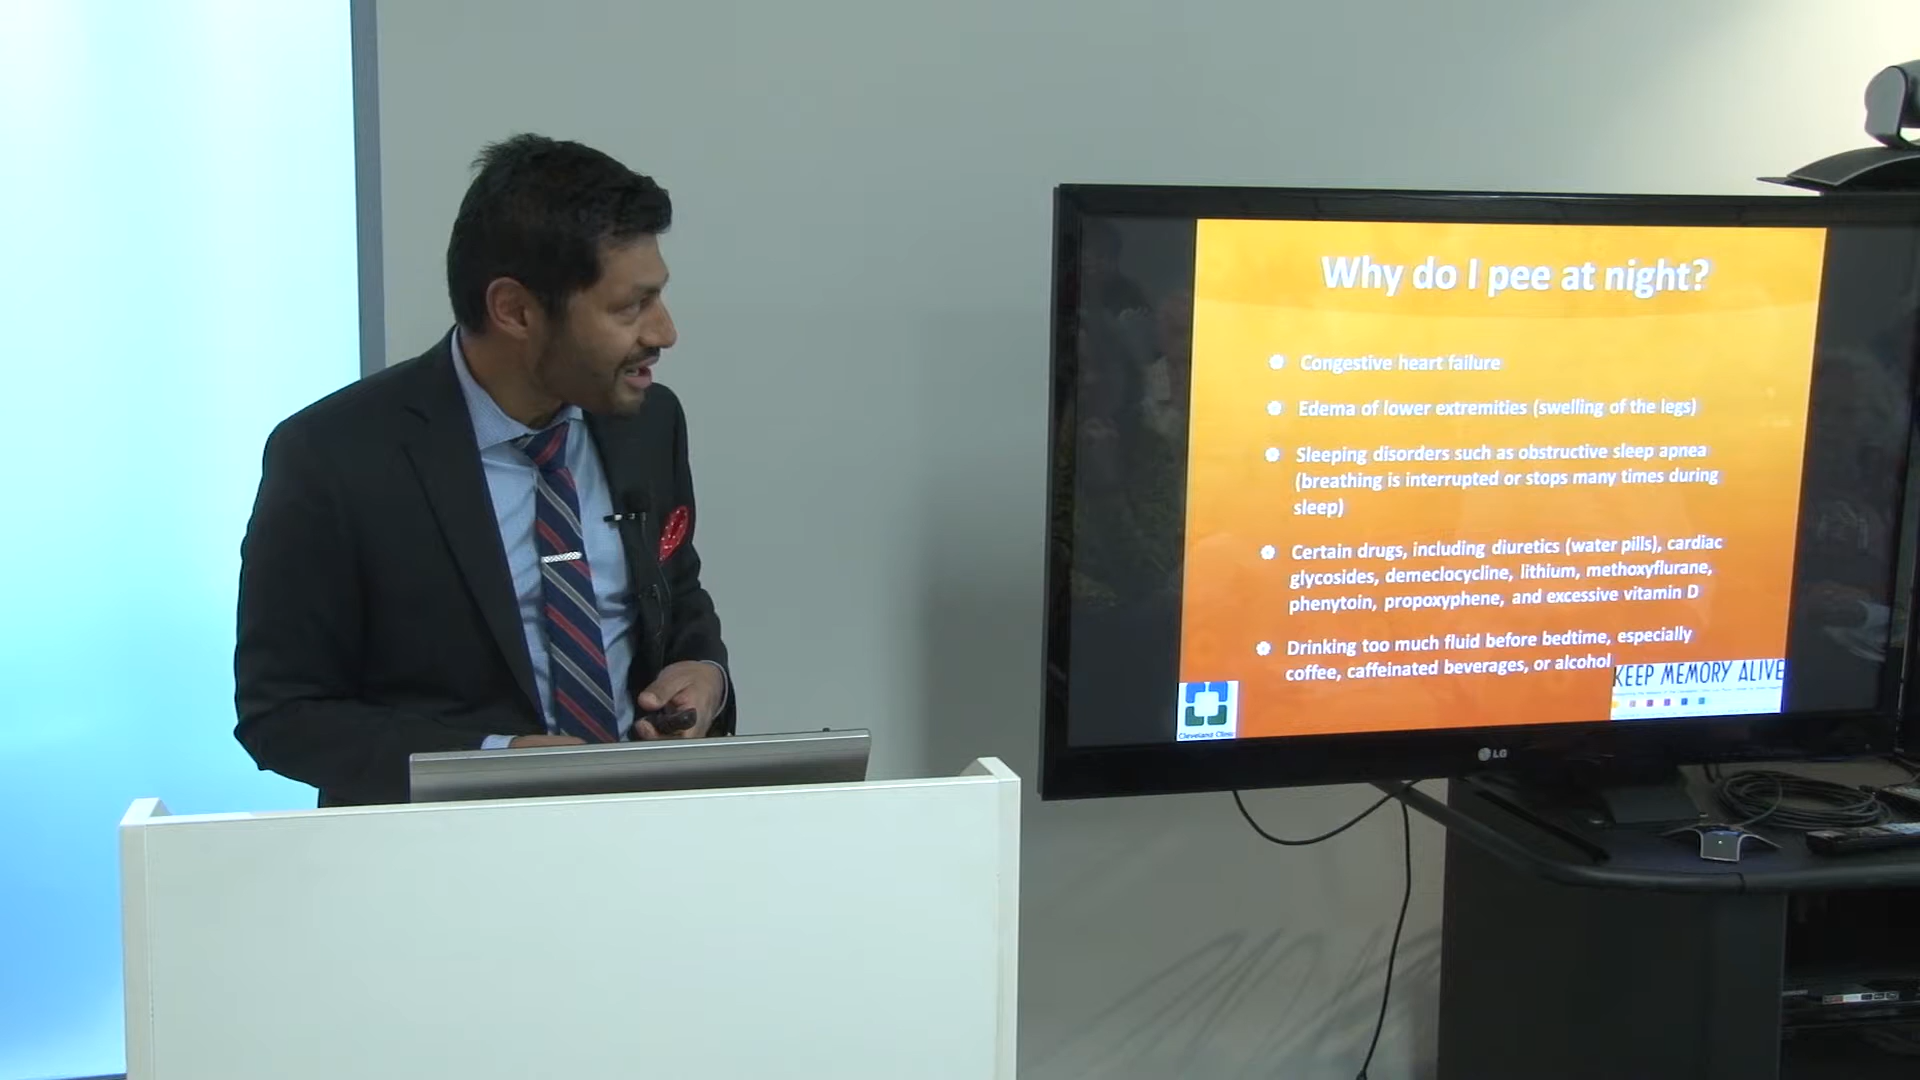 Why do I pee at night?
Congestive heart failure
Edema of lower extremities (swelling of the legs)
Sleeping disorders such as obstructive sleep apnea
(breathing is interrupted or stops many times during
sleep)
Certain drugs, including diuretics (water pills), cardiac
glycosides, demeclocycline, lithium, methoxyflurane,
phenytoin, propoxyphene, and excessive vitamin D
Drinking too much fluid before bedtime, especially
coffee, caffeinated beverages, or alcohol
KEEP MEMORY ALIVE
Cleveland Clinic
LG